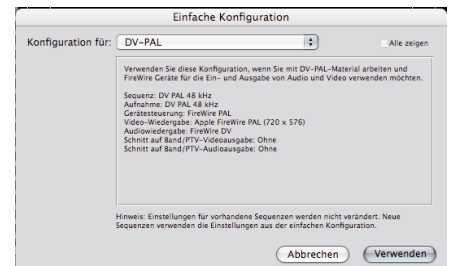 Einfache Konfiguration
Konfiguration für: DV-PAL Alle zeigen
Verwenden Sie diese Konfiguration, wenn Sie mit DV-PAL-Material arbeiten und
FireWire Geräte für die Ein- und Ausgabe von Audio und Video verwenden möchten.
Sequenz: DV PAL 48 kHz
Aufnahme: DV PAL 48 kHz
Gerätesteuerung: FireWire PAL
Video-Wiedergabe: Apple FireWire PAL (720 x 576)
Audiowiedergabe: FireWire DV
Schnitt auf Band/PTV-Videoausgabe: Ohne
Schnitt auf Band/PTV-Audioausgabe: Ohne
Hinweis: Einstellungen für vorhandene Sequenzen werden nicht verändert. Neue
Sequenzen verwenden die Einstellungen aus der einfachen Konfiguration.
Abbrechen Verwenden